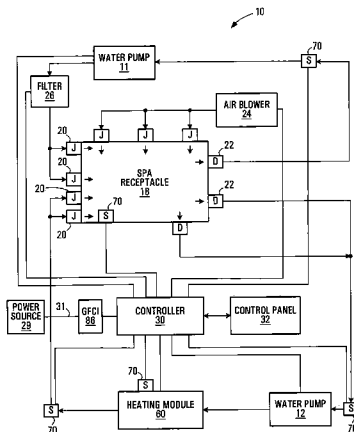 10
WATER PUMP
11
70
S
FILTER
26
AIR BLOWER
24
20
J J J
J
20
J
SPA
RECEPTACLE
18
22
D
20
J
70
S
22
D
20
J
D
POWER
SOURCE
29
31
GFCI
86
CONTROLLER
30
CONTROL PANEL
32
70
S
S
70
HEATING MODULE
60
WATER PUMP
12
S
70